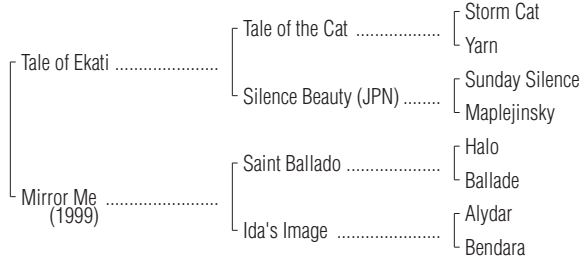 Storm Cat
Tale of the Cat ..................
Yarn
Tale of Ekati ......................
Sunday Silence
Silence Beauty (JPN) ........
Maplejinsky
Halo
Saint Ballado ....................
Ballade
Mirror Me ........................
(1999)
Alydar
Ida's Image ......................
Bendara